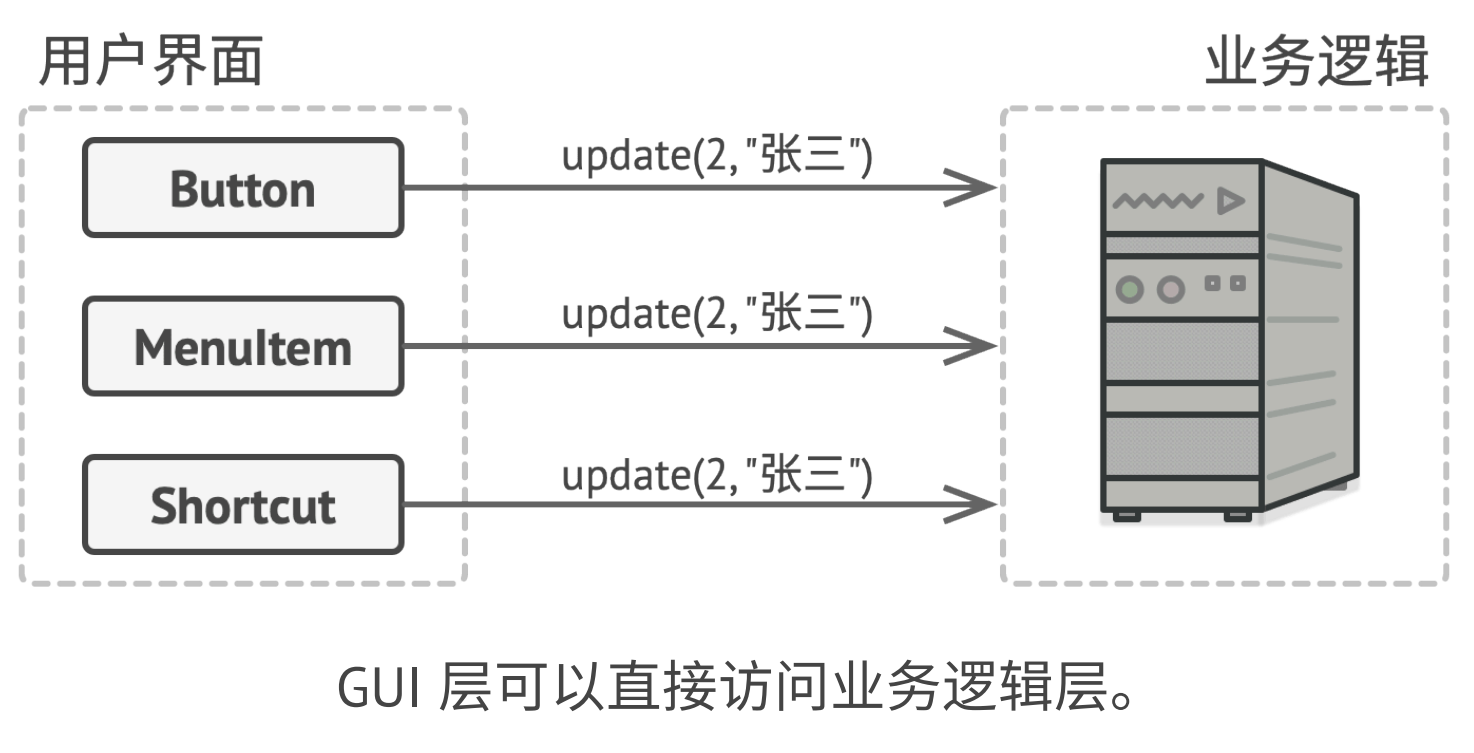 用户界面
业务逻辑
Button
update(2, "张三")
MenuItem
update(2, "张三")
Shortcut
update(2, "张三")
GUI 层可以直接访问业务逻辑层。